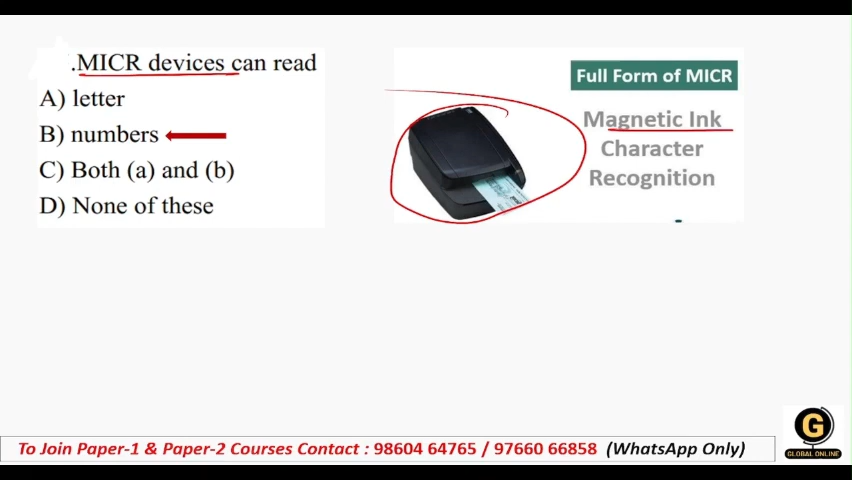 .MICR devices can read
A) letter
B) numbers
C) Both (a) and (b)
D) None of these
Full Form of MICR
Magnetic Ink
Character
Recognition
To Join Paper-1 & Paper-2 Courses Contact : 98604 64765 / 97660 66858 (WhatsApp Only)
G
GLOBAL ONLINE